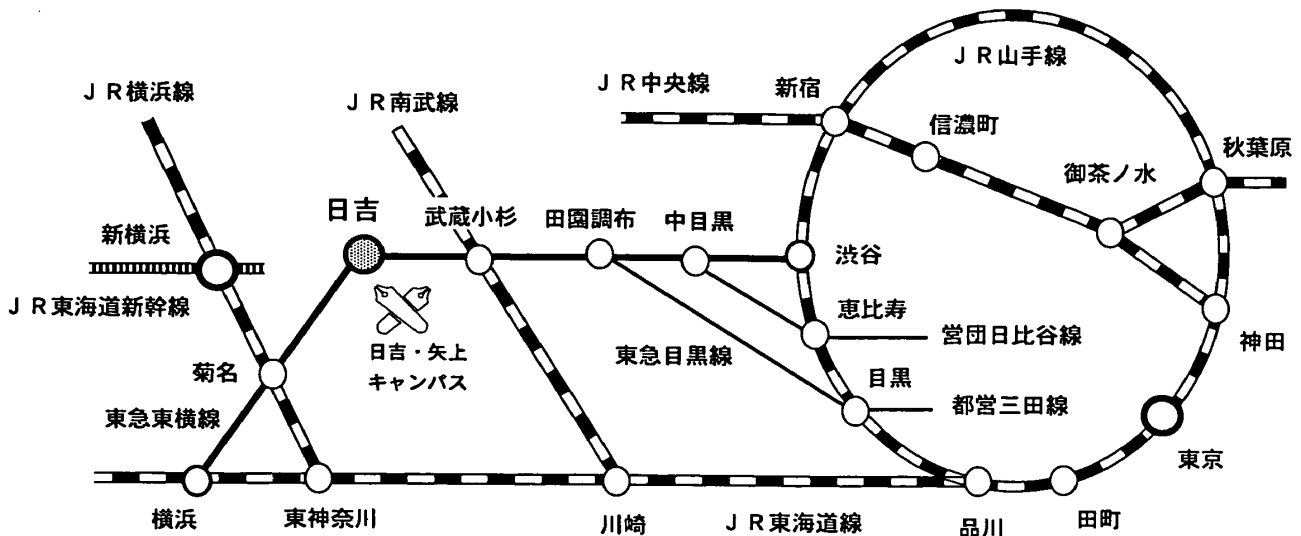 ＪＲ山手線
ＪＲ中央線
新宿
ＪＲ横浜線
ＪＲ南武線
信濃町
秋葉原
御茶ノ水
日吉
武蔵小杉
田園調布
中目黒
新横浜
渋谷
ＪＲ東海道新幹線
恵比寿
営団日比谷線
神田
日吉・矢上
キャンパス
東急目黒線
菊名
目黒
都営三田線
東急東横線
東京
横浜
東神奈川
川崎
ＪＲ東海道線
品川
田町